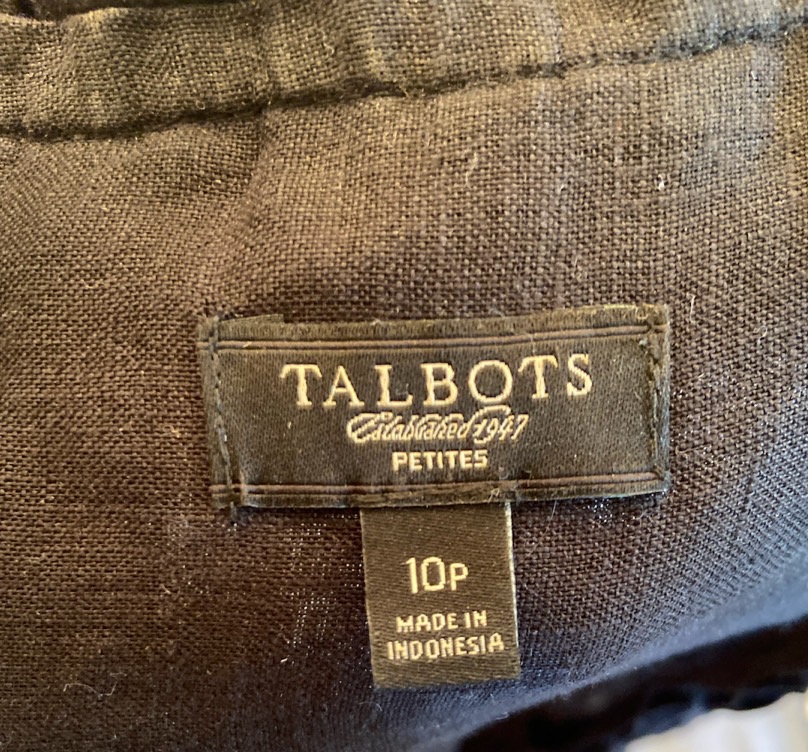 TALBOTS
Established 1947
PETITES
10P
MADE IN
INDONESIA